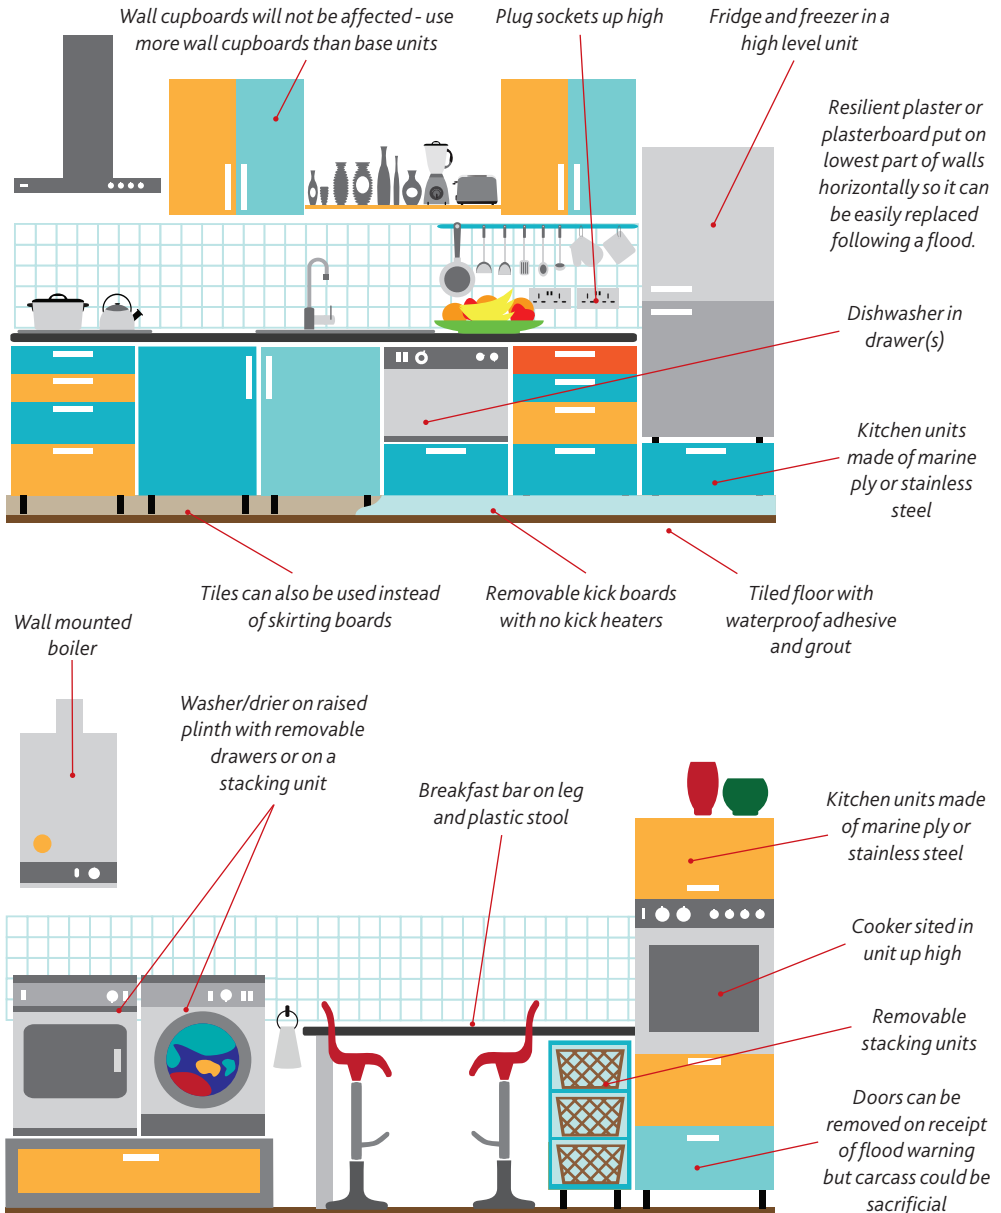 Wall cupboards will not be affected - use
more wall cupboards than base units
Plug sockets up high
Fridge and freezer in a
high level unit
Resilient plaster or
plasterboard put on
lowest part of walls
horizontally so it can
be easily replaced
following a flood.
Dishwasher in
drawer(s)
Kitchen units
made of marine
ply or stainless
steel
Tiles can also be used instead
of skirting boards
Removable kick boards
with no kick heaters
Tiled floor with
waterproof adhesive
and grout
Wall mounted
boiler
Washer/drier on raised
plinth with removable
drawers or on a
stacking unit
Breakfast bar on leg
and plastic stool
Kitchen units made
of marine ply or
stainless steel
Cooker sited in
unit up high
Removable
stacking units
Doors can be
removed on receipt
of flood warning
but carcass could be
sacrificial